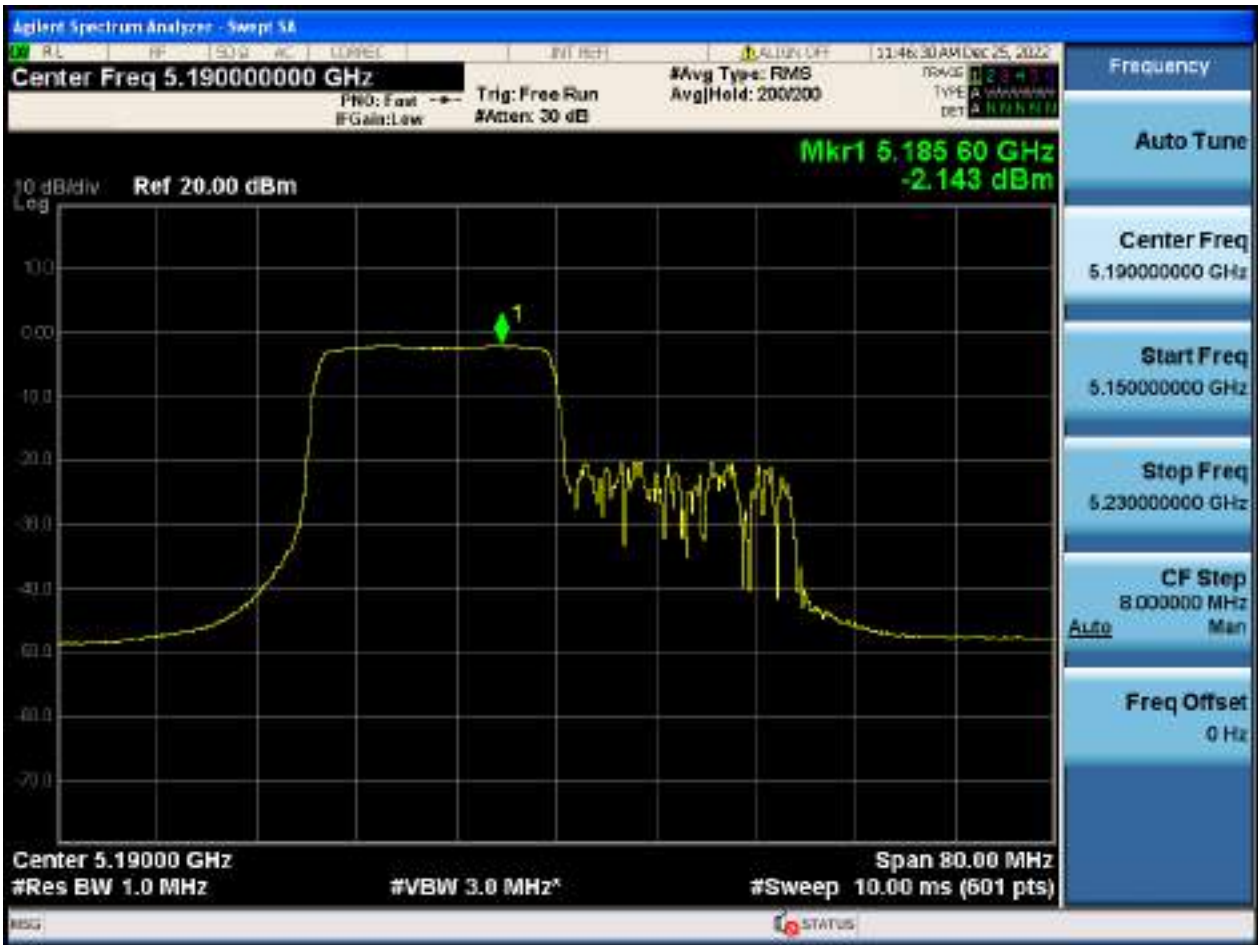 Agilent Spectrum Analyzer - Swept SA
RL RF 50 Ω AC CORREC INT REF ALIGN OFF 11:46:30 AM Dec 25, 2022
Center Freq 5.190000000 GHz
PNO: Fast
IFGain:Low
Trig: Free Run
#Atten: 30 dB
#Avg Type: RMS
Avg|Hold: 200/200
TRACE 1 2 3 4 5 6
TYPE A
DET A N N N N N
Mkr1 5.185 60 GHz
-2.143 dBm
10 dB/div Ref 20.00 dBm
Log
10.0
0.00
-10.0
-20.0
-30.0
-40.0
-50.0
-60.0
-70.0
1
Center 5.19000 GHz
Span 80.00 MHz
#Res BW 1.0 MHz
#VBW 3.0 MHz*
#Sweep 10.00 ms (601 pts)
MSG
STATUS
Frequency
Auto Tune
Center Freq
5.190000000 GHz
Start Freq
5.150000000 GHz
Stop Freq
5.230000000 GHz
CF Step
8.000000 MHz
Auto Man
Freq Offset
0 Hz